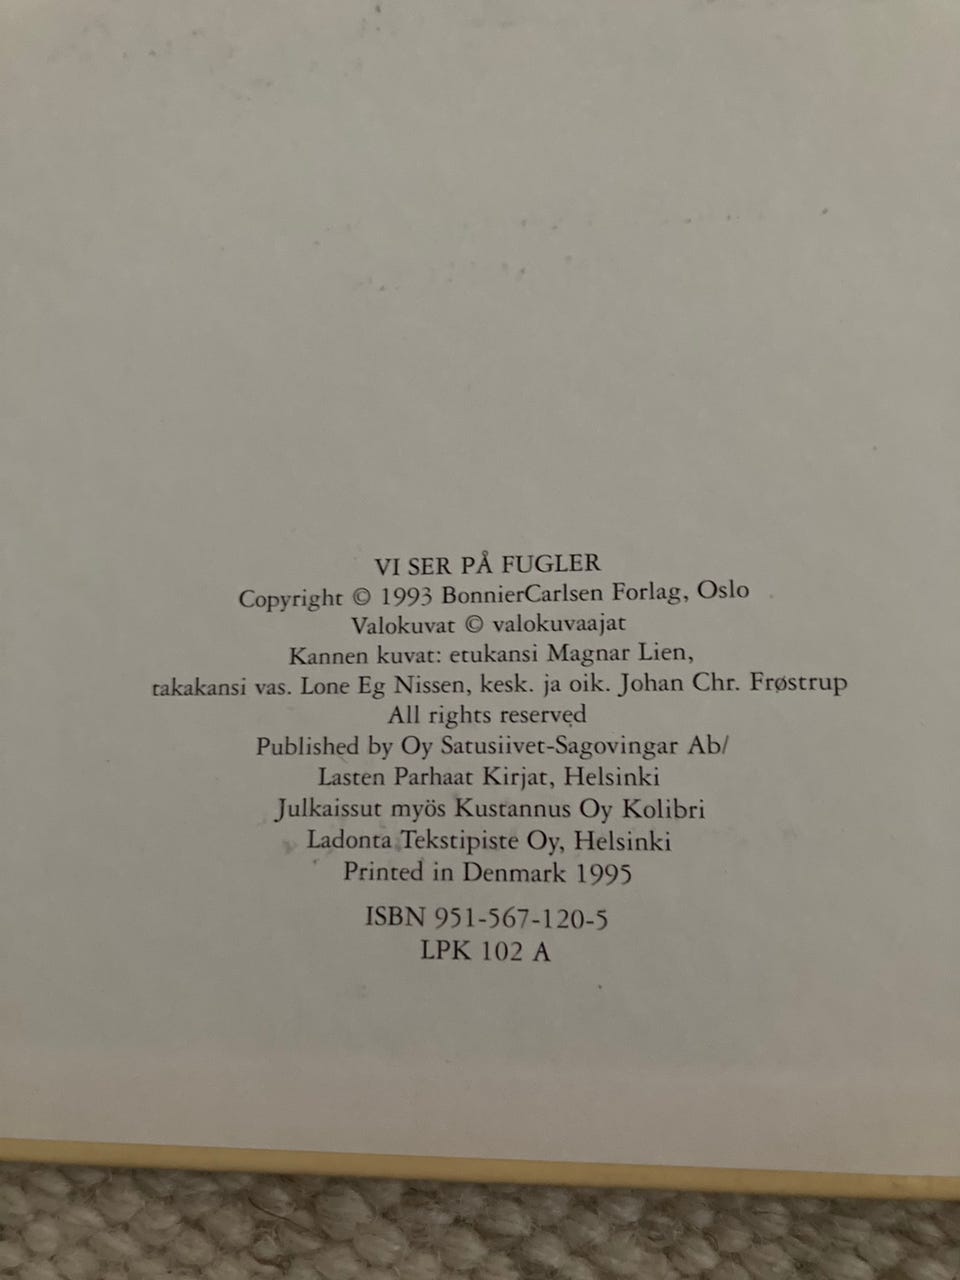 VI SER PÅ FUGLER
Copyright © 1993 BonnierCarlsen Forlag, Oslo
Valokuvat © valokuvaajat
Kannen kuvat: etukansi Magnar Lien,
takakansi vas. Lone Eg Nissen, kesk. ja oik. Johan Chr. Frøstrup
All rights reserved
Published by Oy Satusiivet-Sagovingar Ab/
Lasten Parhaat Kirjat, Helsinki
Julkaissut myös Kustannus Oy Kolibri
Ladonta Tekstipiste Oy, Helsinki
Printed in Denmark 1995
ISBN 951-567-120-5
LPK 102 A